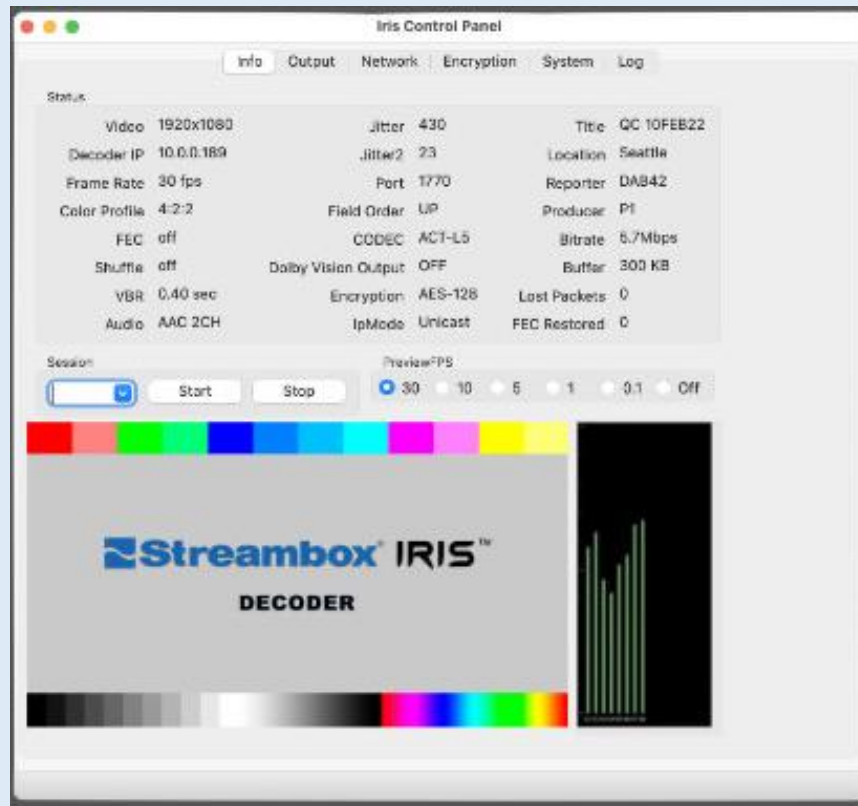 Iris Control Panel
Info Output Network Encryption System Log
Status
Video 1920x1080 Jitter 430 Title QC 10FEB22
Decoder IP 10.0.0.189 Jitter2 23 Location Seattle
Frame Rate 30 fps Port 1770 Reporter DAB42
Color Profile 4:2:2 Field Order UP Producer P1
FEC off CODEC ACT-L5 Bitrate Buffer 300 KB
Shuffle off Dolby Vision Output OFF
VBR 0.40 sec Encryption AES-128 Lost Packets 0
Audio AAC 2CH IpMode Unicast FEC Restored 0
Session PreviewFPS
Start Stop 30 10 5 1 0.1 Off
Streambox® IRIS™
DECODER